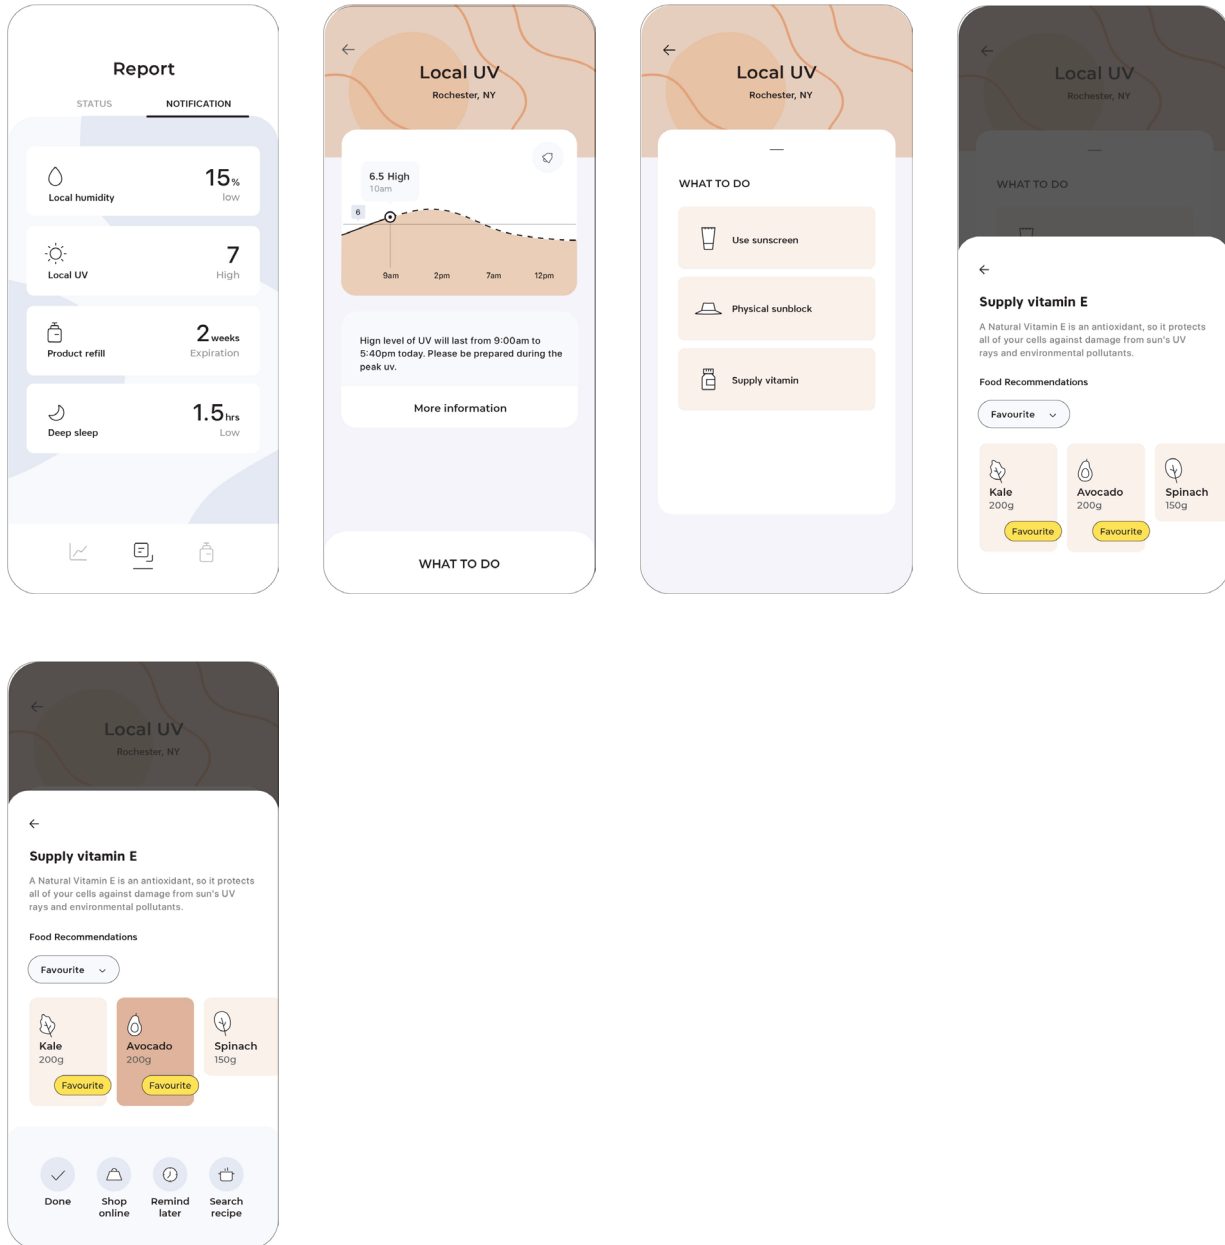 Report
STATUS NOTIFICATION
Local humidity
15%
low
Local UV
7
High
Product refill
2 weeks
Expiration
Deep sleep
1.5 hrs
Low
Local UV
Rochester, NY
6.5 High
10am
6
9am 2pm 7am 12pm
Hign level of UV will last from 9:00am to
5:40pm today. Please be prepared during the
peak uv.
More information
WHAT TO DO
Local UV
Rochester, NY
WHAT TO DO
Use sunscreen
Physical sunblock
Supply vitamin
Local UV
Rochester, NY
WHAT TO DO
Supply vitamin E
A Natural Vitamin E is an antioxidant, so it protects
all of your cells against damage from sun's UV
rays and environmental pollutants.
Food Recommendations
Favourite
Kale
200g
Favourite
Avocado
200g
Favourite
Spinach
150g
Local UV
Rochester, NY
Supply vitamin E
A Natural Vitamin E is an antioxidant, so it protects
all of your cells against damage from sun's UV
rays and environmental pollutants.
Food Recommendations
Favourite
Kale
200g
Favourite
Avocado
200g
Favourite
Spinach
150g
Done
Shop
online
Remind
later
Search
recipe